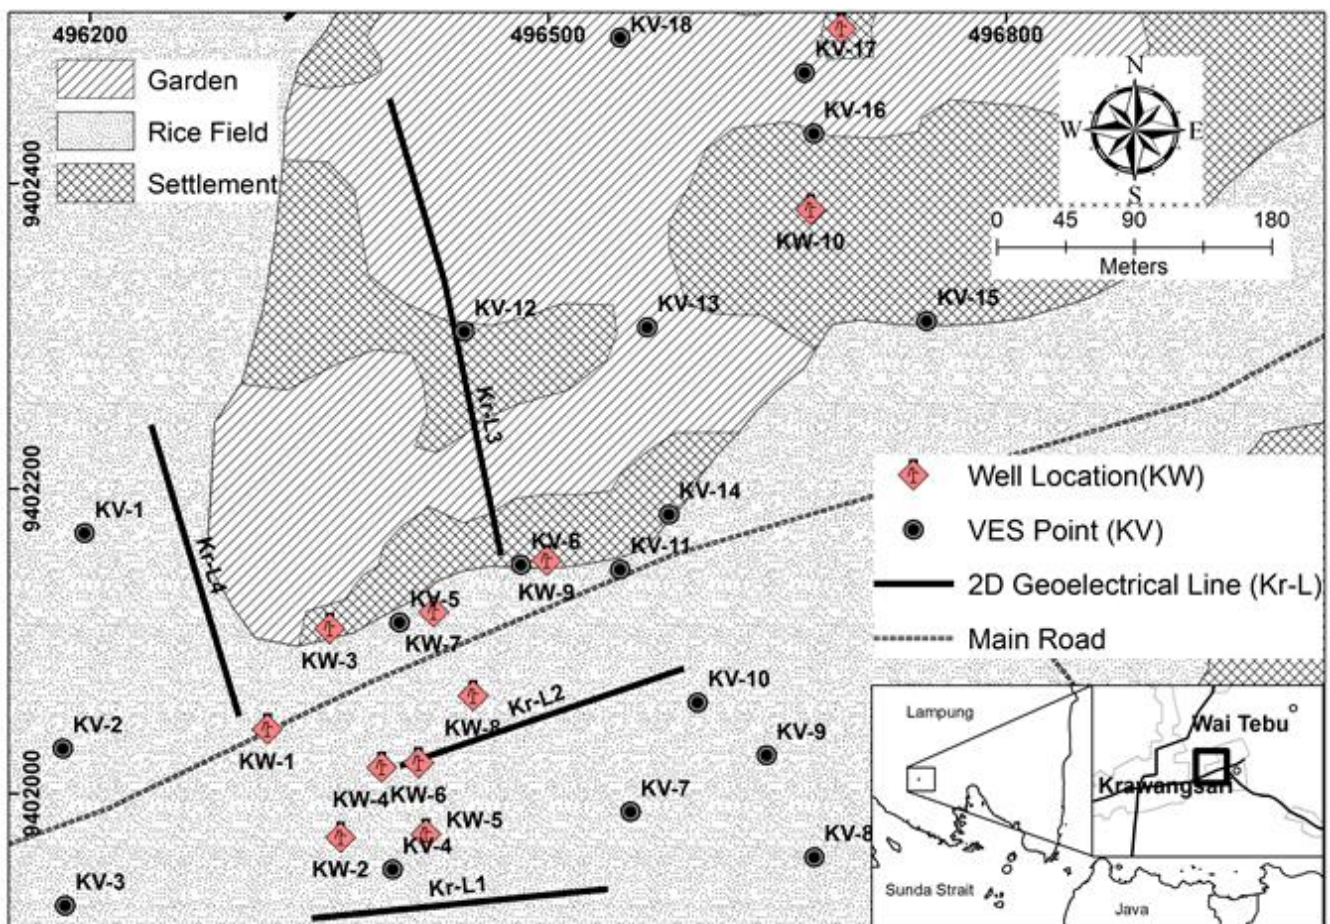 496200
496500
496800
KV-18
KV-17
Garden
Rice Field
Settlement
KV-16
N
W
E
S
9402400
KW-10
0 45 90 180
Meters
KV-12
KV-13
KV-15
Kr-L3
9402200
KV-1
KV-14
Well Location(KW)
VES Point (KV)
2D Geoelectrical Line (Kr-L)
Main Road
Kr-L4
KV-6
KV-11
KW-9
KV-5
KW-7
KW-3
KV-10
Kr-L2
KW-8
KV-2
KW-1
KV-9
9402000
KW-4
KW-6
KV-7
KW-5
KV-4
KW-2
KV-8
KV-3
Kr-L1
Lampung
Wai Tebu
Krawangsari
Sunda Strait
Java